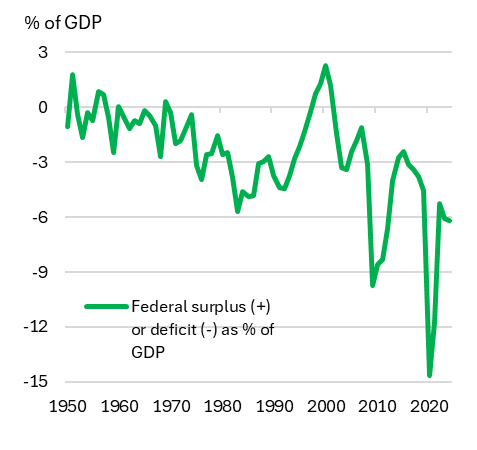 % of GDP
3
0
-3
-6
-9
-12
-15
Federal surplus (+)
or deficit (-) as % of
GDP
1950 1960 1970 1980 1990 2000 2010 2020